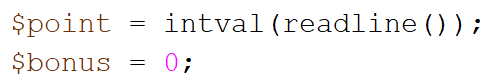 $point = intval(readline());
$bonus = 0;